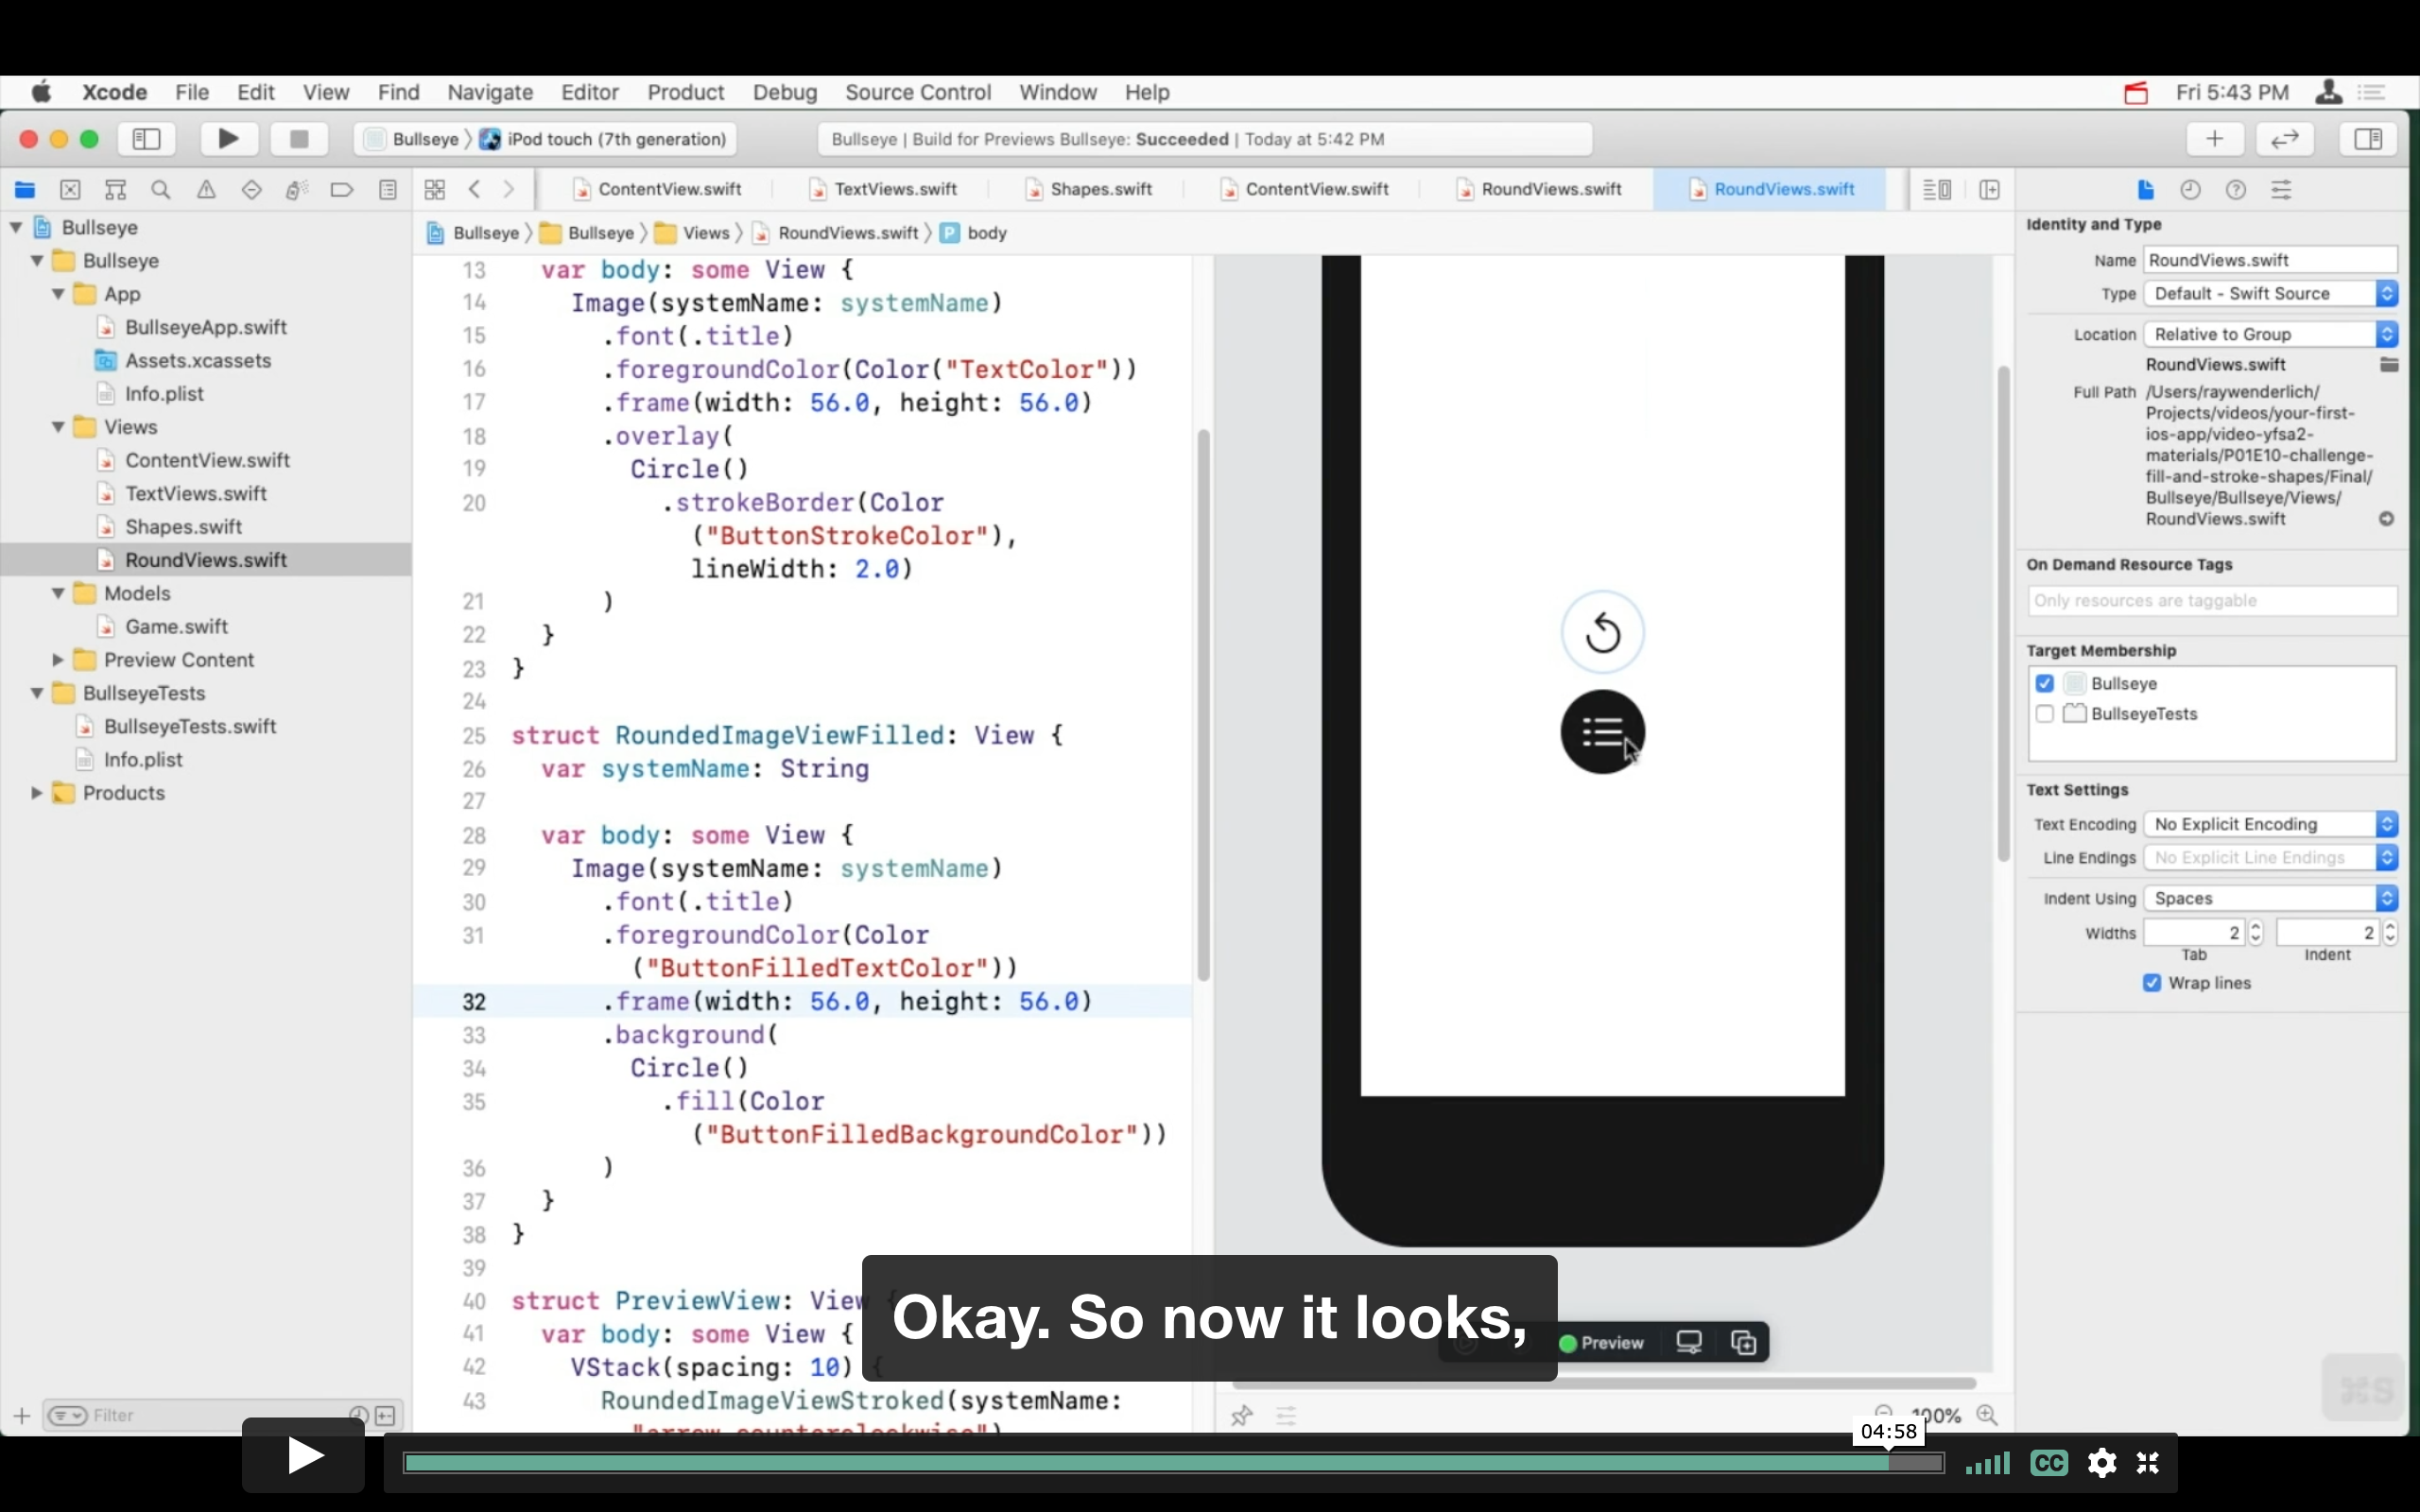 Xcode File Edit View Find Navigate Editor Product Debug Source Control Window Help Fri 5:43 PM
Bullseye 〉 iPod touch (7th generation) Bullseye | Build for Previews Bullseye: Succeeded | Today at 5:42 PM
ContentView.swift TextViews.swift Shapes.swift ContentView.swift RoundViews.swift RoundViews.swift
Bullseye 〉 Bullseye 〉 Views 〉 RoundViews.swift 〉 P body
Bullseye
Bullseye
App
BullseyeApp.swift
Assets.xcassets
Info.plist
Views
ContentView.swift
TextViews.swift
Shapes.swift
RoundViews.swift
Models
Game.swift
Preview Content
BullseyeTests
BullseyeTests.swift
Info.plist
Products
Filter
13 var body: some View {
14 Image(systemName: systemName)
15 .font(.title)
16 .foregroundColor(Color("TextColor"))
17 .frame(width: 56.0, height: 56.0)
18 .overlay(
19 Circle()
20 .strokeBorder(Color
("ButtonStrokeColor"),
lineWidth: 2.0)
21 )
22 }
23 }
24
25 struct RoundedImageViewFilled: View {
26 var systemName: String
27
28 var body: some View {
29 Image(systemName: systemName)
30 .font(.title)
31 .foregroundColor(Color
("ButtonFilledTextColor"))
32 .frame(width: 56.0, height: 56.0)
33 .background(
34 Circle()
35 .fill(Color
("ButtonFilledBackgroundColor"))
36 )
37 }
38 }
39
40 struct PreviewView: View {
41 var body: some View {
42 VStack(spacing: 10) {
43 RoundedImageViewStroked(systemName:
"arrow.counterclockwise")
Okay. So now it looks,
Preview
100%
Identity and Type
Name RoundViews.swift
Type Default - Swift Source
Location Relative to Group
RoundViews.swift
Full Path /Users/raywenderlich/
Projects/videos/your-first-
ios-app/video-yfsa2-
materials/P01E10-challenge-
fill-and-stroke-shapes/Final/
Bullseye/Bullseye/Views/
RoundViews.swift
On Demand Resource Tags
Only resources are taggable
Target Membership
Bullseye
BullseyeTests
Text Settings
Text Encoding No Explicit Encoding
Line Endings No Explicit Line Endings
Indent Using Spaces
Widths 2 2
Tab Indent
Wrap lines
⌘S
04:58
CC